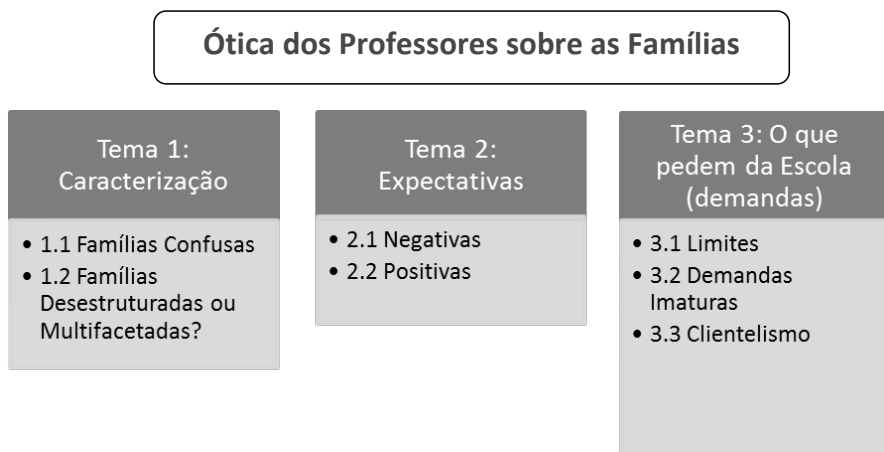 Ótica dos Professores sobre as Famílias
Tema 1:
Caracterização
• 1.1 Famílias Confusas
• 1.2 Famílias
Desestruturadas ou
Multifacetadas?
Tema 2:
Expectativas
• 2.1 Negativas
• 2.2 Positivas
Tema 3: O que
pedem da Escola
(demandas)
• 3.1 Limites
• 3.2 Demandas
Imaturas
• 3.3 Clientelismo